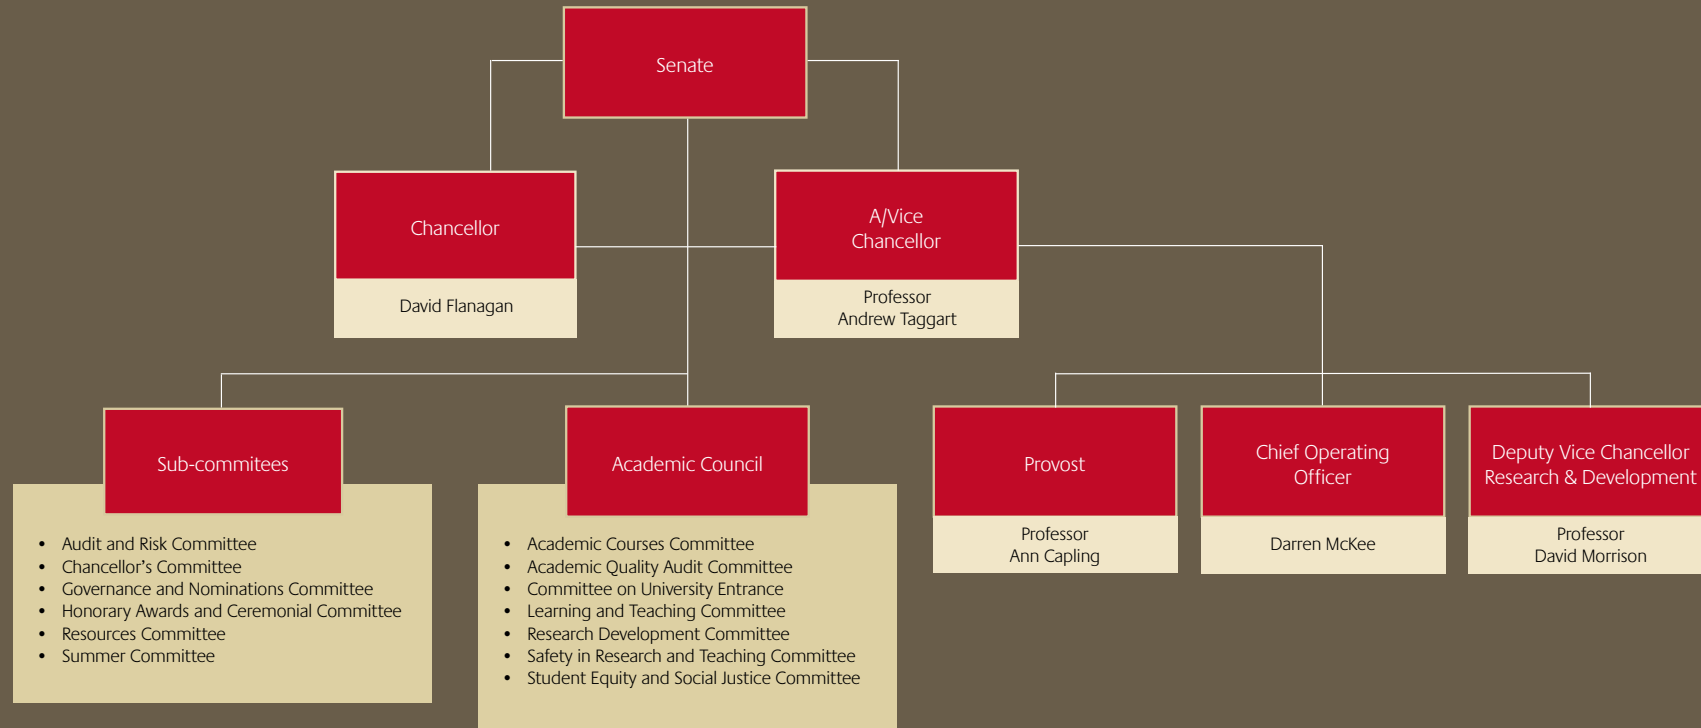 Senate
Chancellor
David Flanagan
A/Vice
Chancellor
Professor
Andrew Taggart
Sub-commitees
• Audit and Risk Committee
• Chancellor's Committee
• Governance and Nominations Committee
• Honorary Awards and Ceremonial Committee
• Resources Committee
• Summer Committee
Academic Council
• Academic Courses Committee
• Academic Quality Audit Committee
• Committee on University Entrance
• Learning and Teaching Committee
• Research Development Committee
• Safety in Research and Teaching Committee
• Student Equity and Social Justice Committee
Provost
Professor
Ann Capling
Chief Operating
Officer
Darren McKee
Deputy Vice Chancellor
Research & Development
Professor
David Morrison